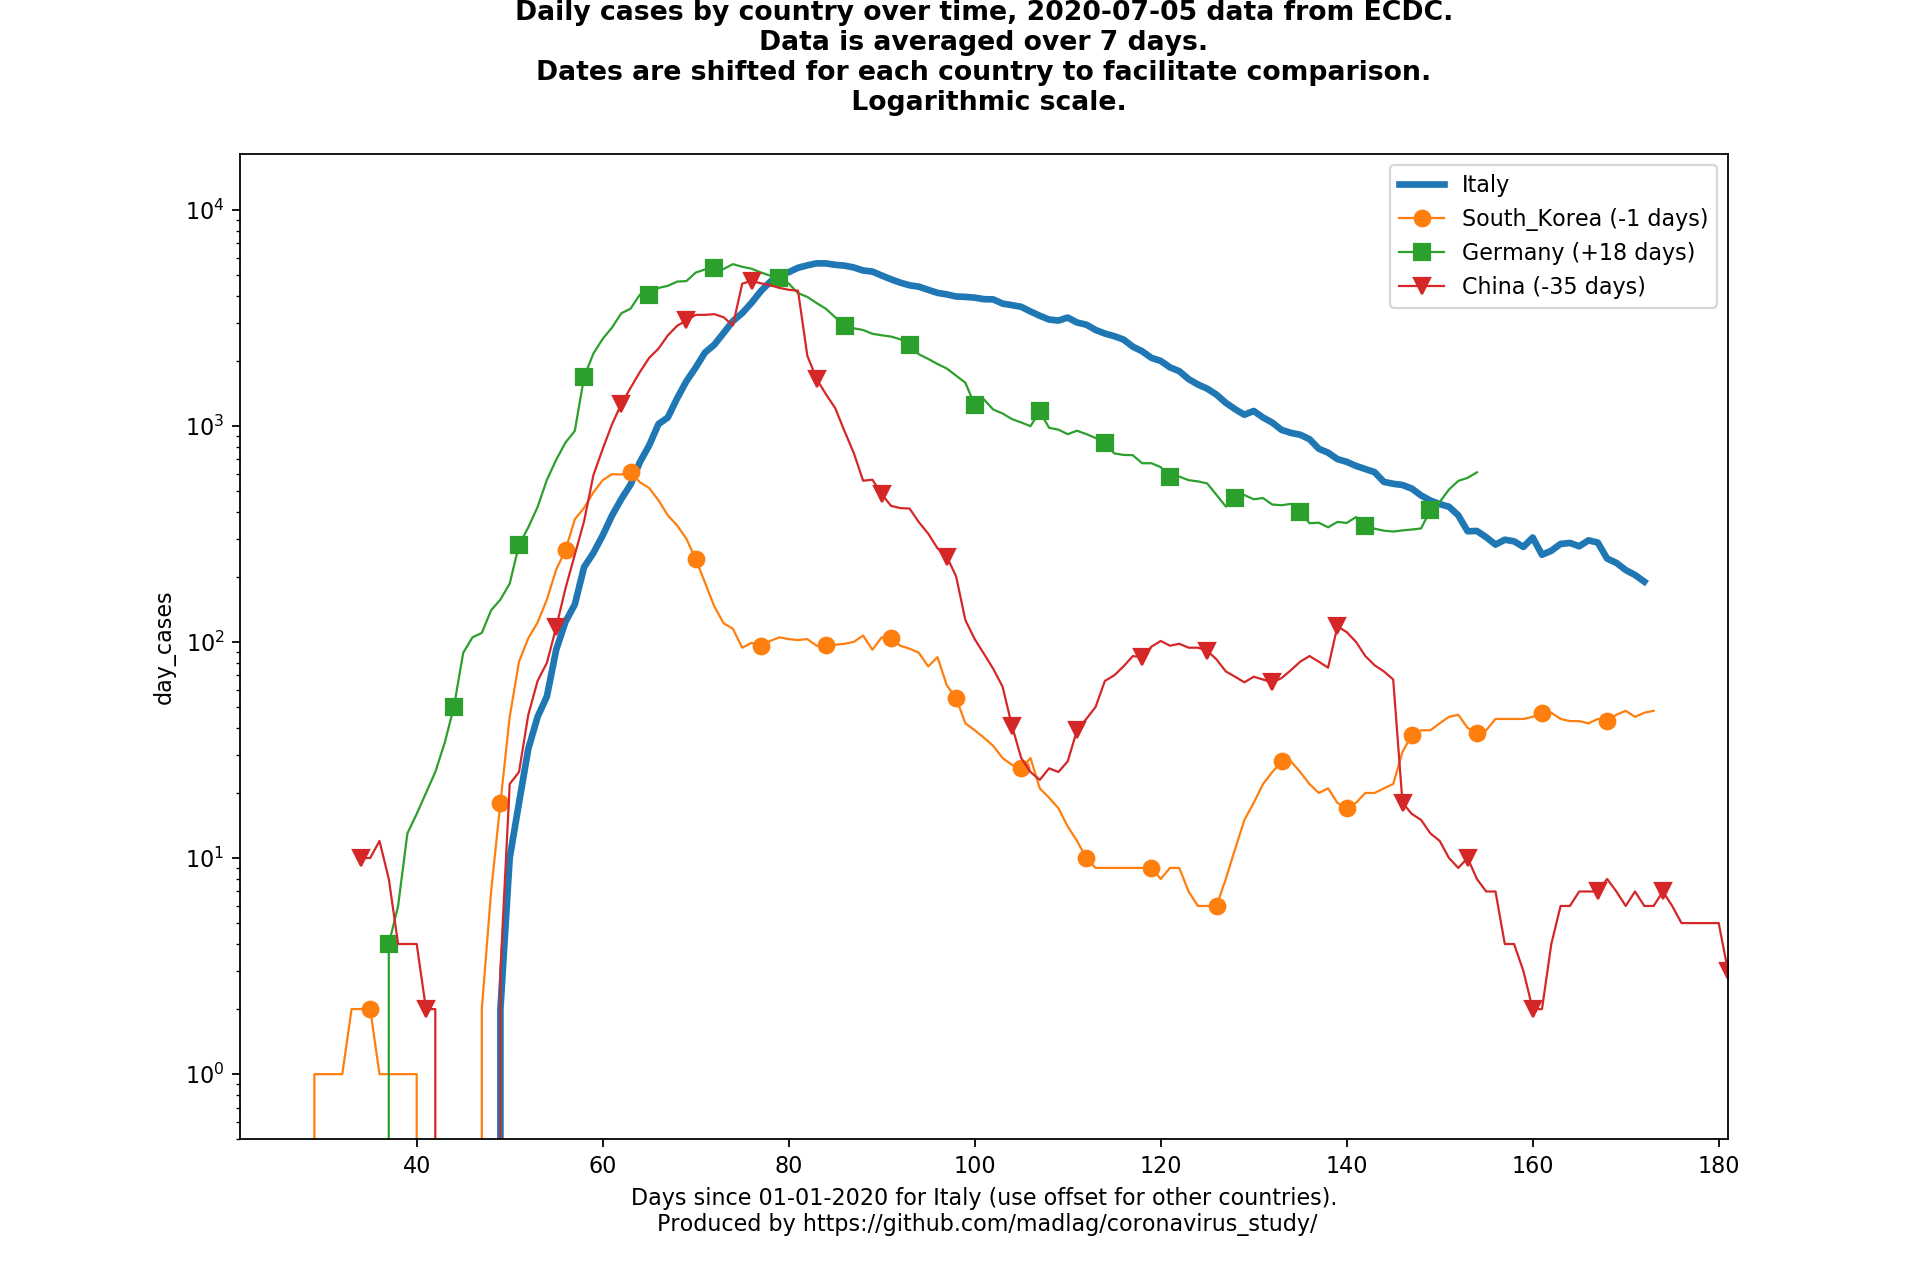 Daily cases by country over time, 2020-07-05 data from ECDC.
Data is averaged over 7 days.
Dates are shifted for each country to facilitate comparison.
Logarithmic scale.
Italy
South_Korea (-1 days)
Germany (+18 days)
China (-35 days)
day_cases
10⁴
10³
10²
10¹
10⁰
40 60 80 100 120 140 160 180
Days since 01-01-2020 for Italy (use offset for other countries).
Produced by https://github.com/madlag/coronavirus_study/